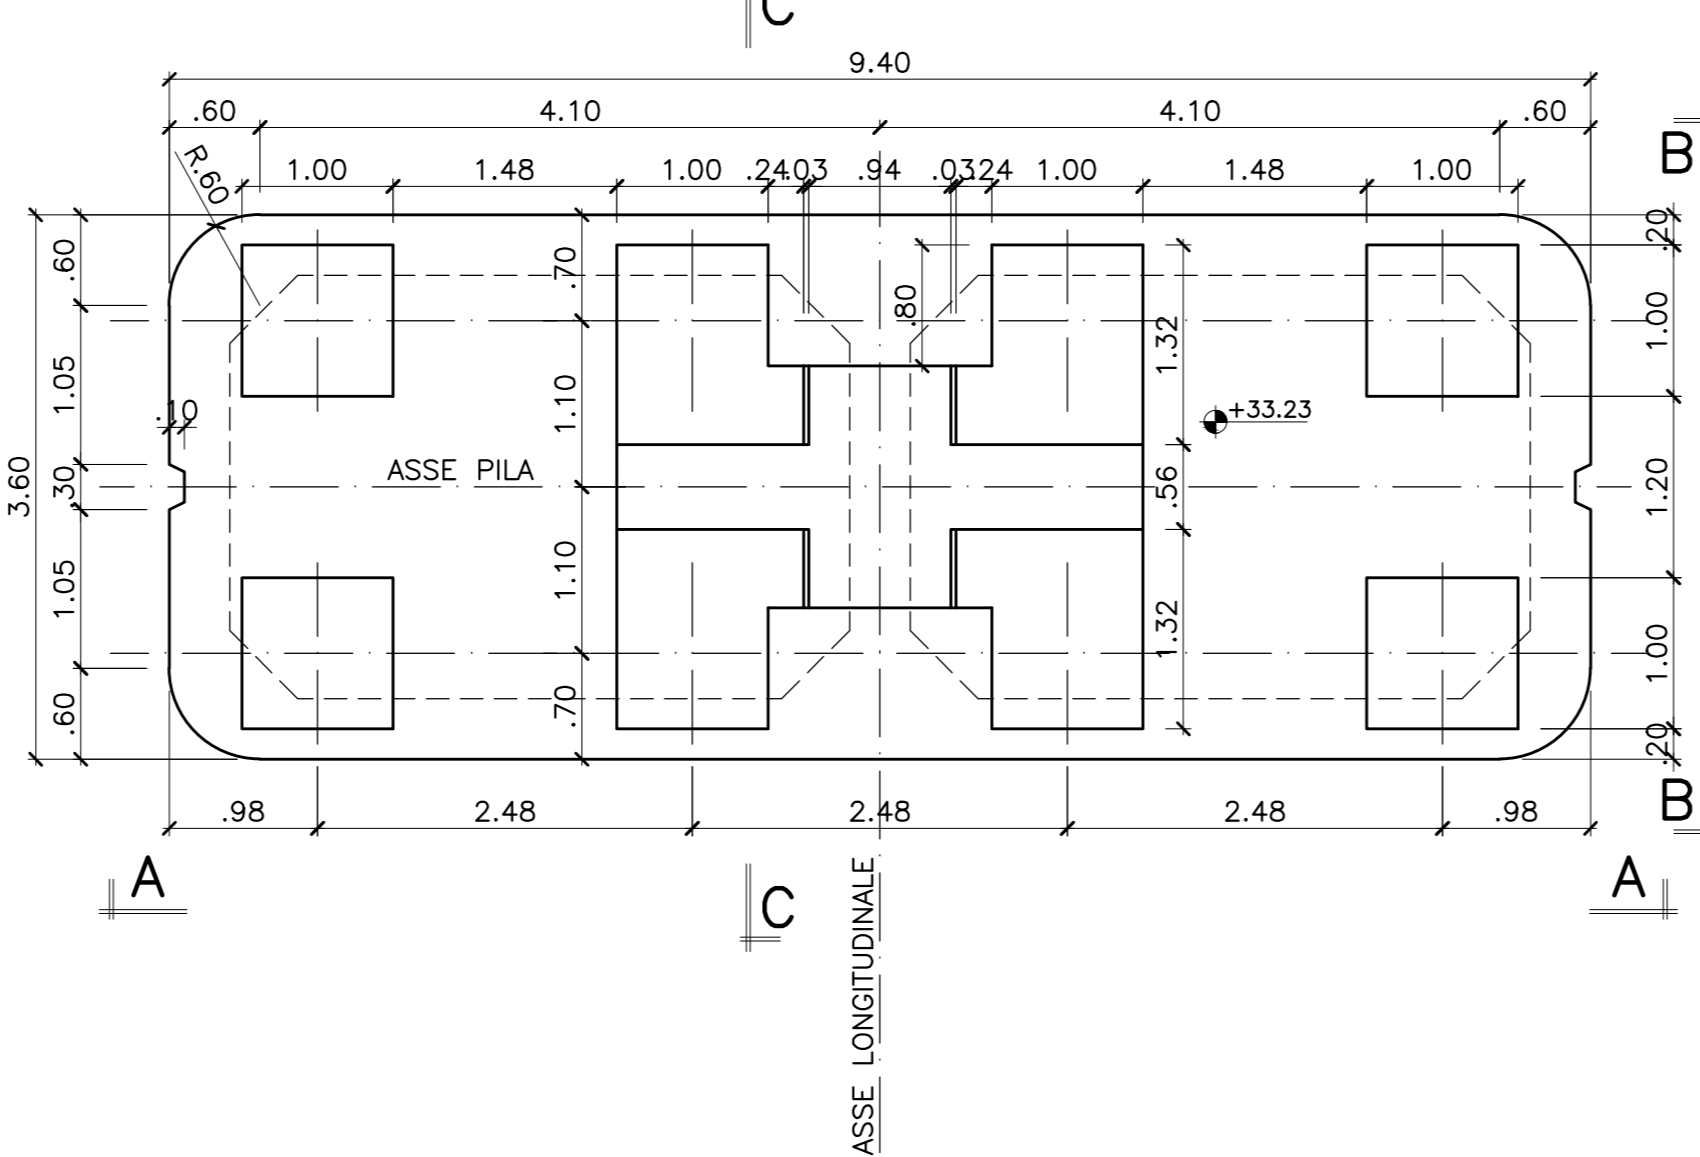 C
9.40
.60 4.10 4.10 .60
B
R.60
1.00 1.48 1.00 .24 .03 .94 .03 .24 1.00 1.48 1.00
.60 .70 .20
.80 1.32 1.00
1.05 1.10
.10 +33.23
3.60 .30 ASSE PILA .56 1.20
1.05 1.10 1.32 1.00
.60 .70 .20
.98 2.48 2.48 2.48 .98
B
A A
C
ASSE LONGITUDINALE